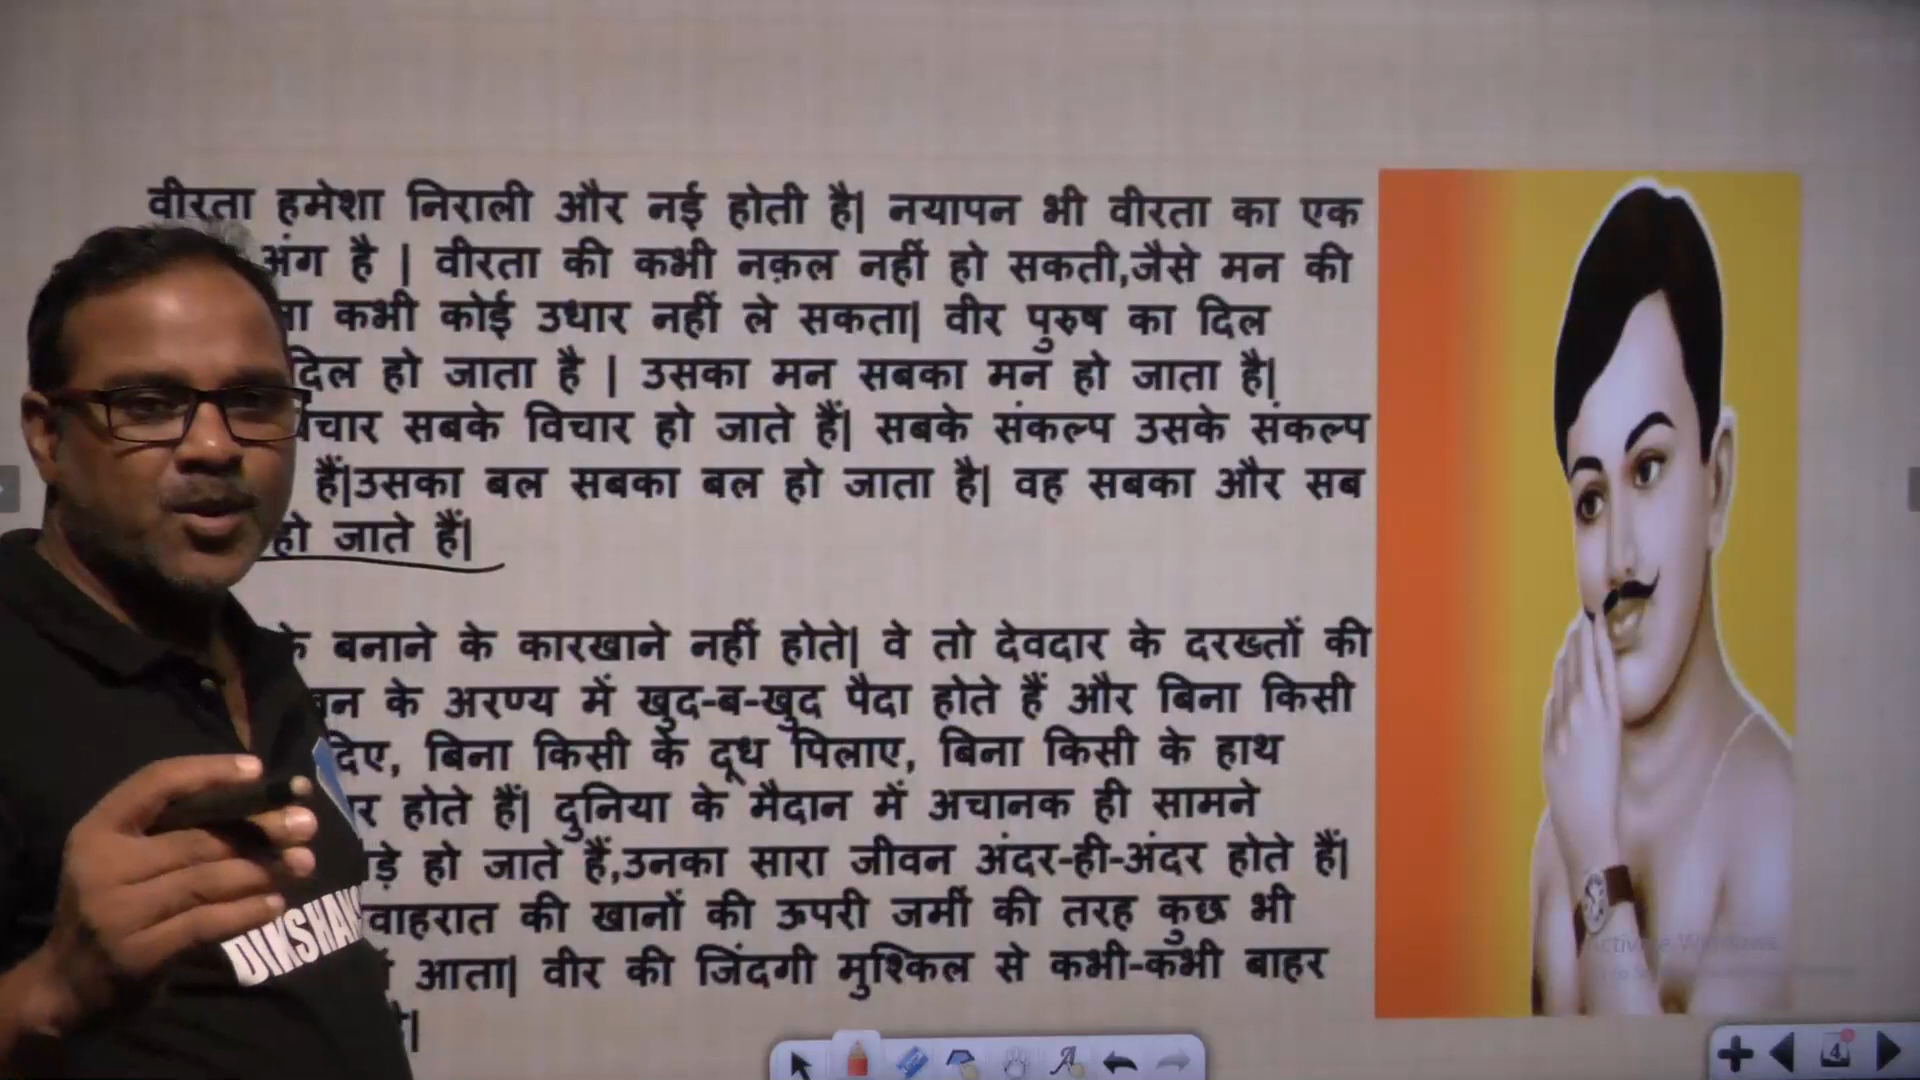 वीरता हमेशा निराली और नई होती है| नयापन भी वीरता का एक
अंग है | वीरता की कभी नक़ल नहीं हो सकती,जैसे मन की
कभी कोई उधार नहीं ले सकता| वीर पुरुष का दिल
दिल हो जाता है | उसका मन सबका मन हो जाता है|
सबके विचार हो जाते हैं| सबके संकल्प उसके संकल्प
हैं|उसका बल सबका बल हो जाता है| वह सबका और सब
हो जाते हैं|
के बनाने के कारखाने नहीं होते| वे तो देवदार के दरख्तों की
के अरण्य में खुद-ब-खुद पैदा होते हैं और बिना किसी
दिए, बिना किसी के दूध पिलाए, बिना किसी के हाथ
होते हैं| दुनिया के मैदान में अचानक ही सामने
हो जाते हैं,उनका सारा जीवन अंदर-ही-अंदर होते हैं|
की खानों की ऊपरी जमीं की तरह कुछ भी
आता| वीर की जिंदगी मुश्किल से कभी-कभी बाहर
Activate Windows
4